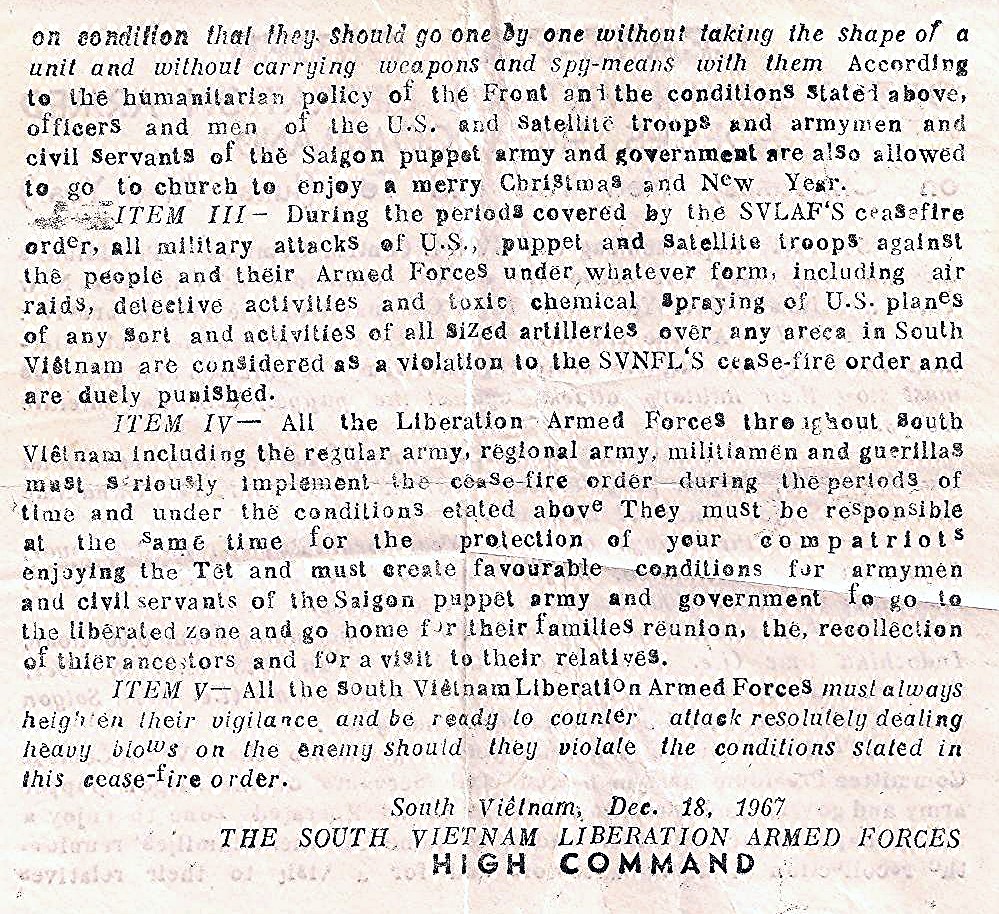 on condition that they should go one by one without taking the shape of a
unit and without carrying weapons and spy-means with them According
to the humanitarian policy of the Front and the conditions stated above,
officers and men of the U.S. and satellite troops and armymen and
civil servants of the Saigon puppet army and government are also allowed
to go to church to enjoy a merry Christmas and New Year.
ITEM III — During the periods covered by the SVLAF'S ceasefire
order, all military attacks of U.S., puppet and satellite troops against
the people and their Armed Forces under whatever form, including air
raids, detective activities and toxic chemical spraying of U.S. planes
of any sort and activities of all sized artilleries over any areca in South
Viêtnam are considered as a violation to the SVNFL'S cease-fire order and
are duely punished.
ITEM IV — All the Liberation Armed Forces throughout South
Viêtnam including the regular army, regional army, militiamen and guerillas
must seriously implement the cease-fire order during the periods of
time and under the conditions etated above They must be responsible
at the same time for the protection of your compatriots
enjoying the Têt and must create favourable conditions for armymen
and civil servants of the Saigon puppet army and government fo go to
the liberated zone and go home for their families reunion, the, recollection
of thier ancestors and for a visit to their relatives.
ITEM V — All the South Viêtnam Liberation Armed Forces must always
heighten their vigilance and be ready to counter attack resolutely dealing
heavy blows on the enemy should they violate the conditions stated in
this cease-fire order.
South Viêtnam, Dec. 18, 1967
THE SOUTH VIETNAM LIBERATION ARMED FORCES
HIGH COMMAND